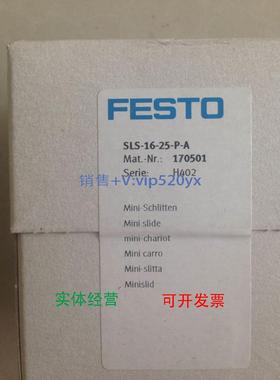 FESTO
SLS-16-25-P-A
Mat.-Nr.: 170501
Serie: HA02
销售+V:vip520yx
Mini-Schlitten
Mini slide
mini-chariot
Mini carro
Mini-slitta
Minislid
实体经营 可开发票